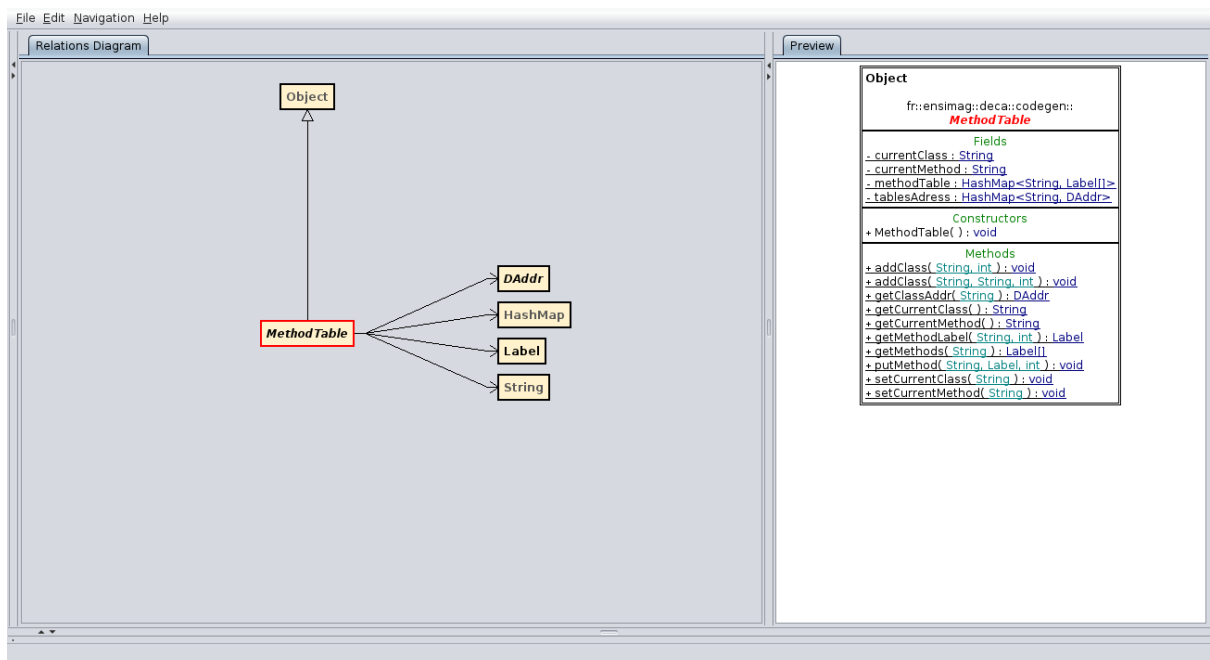 File Edit Navigation Help
Relations Diagram
Object
DAddr
HashMap
MethodTable
Label
String
Preview
Object
fr::ensimag::deca::codegen::
MethodTable
Fields
- currentClass : String
- currentMethod : String
- methodTable : HashMap<String, Label[]>
- tablesAdress : HashMap<String, DAddr>
Constructors
+ MethodTable( ) : void
Methods
+ addClass( String, int ) : void
+ addClass( String, String, int ) : void
+ getClassAddr( String ) : DAddr
+ getCurrentClass( ) : String
+ getCurrentMethod( ) : String
+ getMethodLabel( String, int ) : Label
+ getMethods( String ) : Label[]
+ putMethod( String, Label, int ) : void
+ setCurrentClass( String ) : void
+ setCurrentMethod( String ) : void